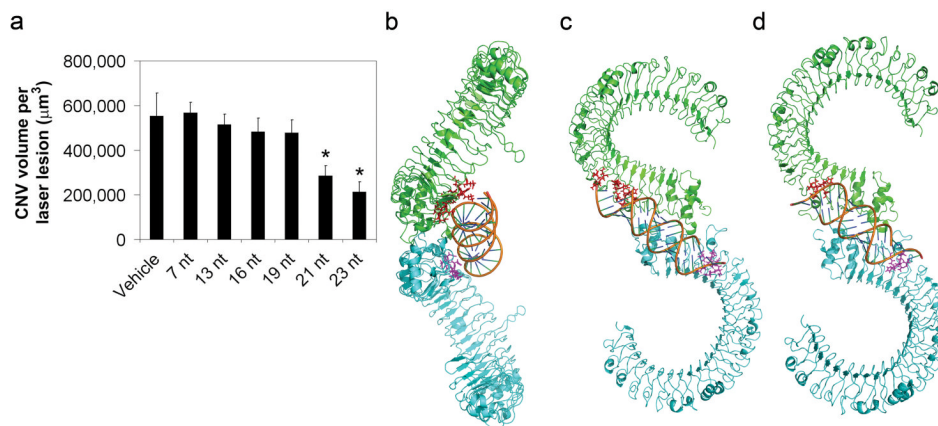 a
b
c
d
CNV volume per
laser lesion (μm³)
800,000
600,000
400,000
200,000
0
*
*
Vehicle
7 nt
13 nt
16 nt
19 nt
21 nt
23 nt